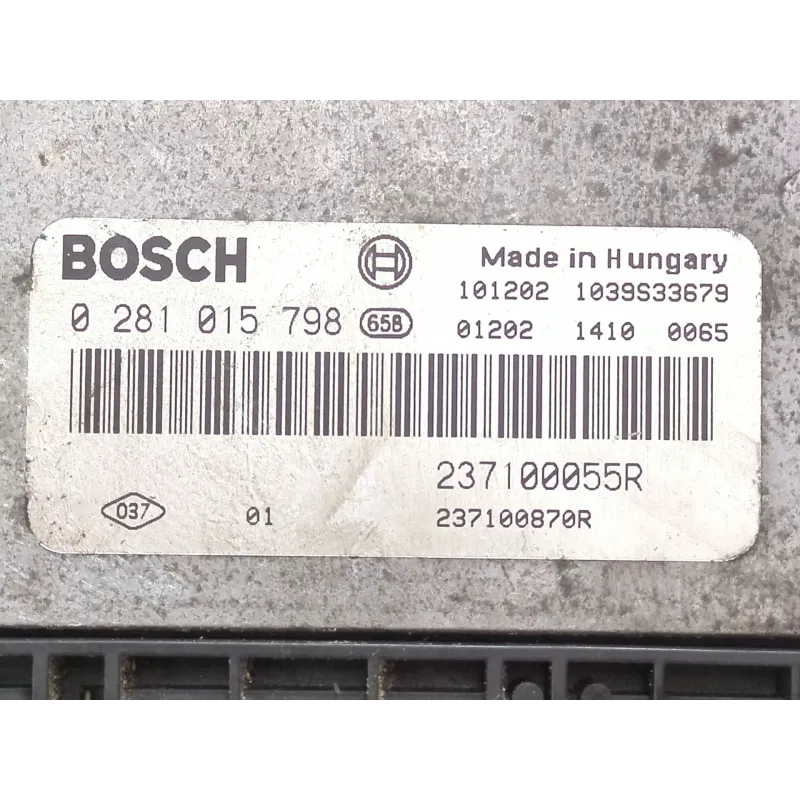 BOSCH
Made in Hungary
101202 1039S33679
0 281 015 798 65B
01202 1410 0065
237100055R
037 01 237100870R